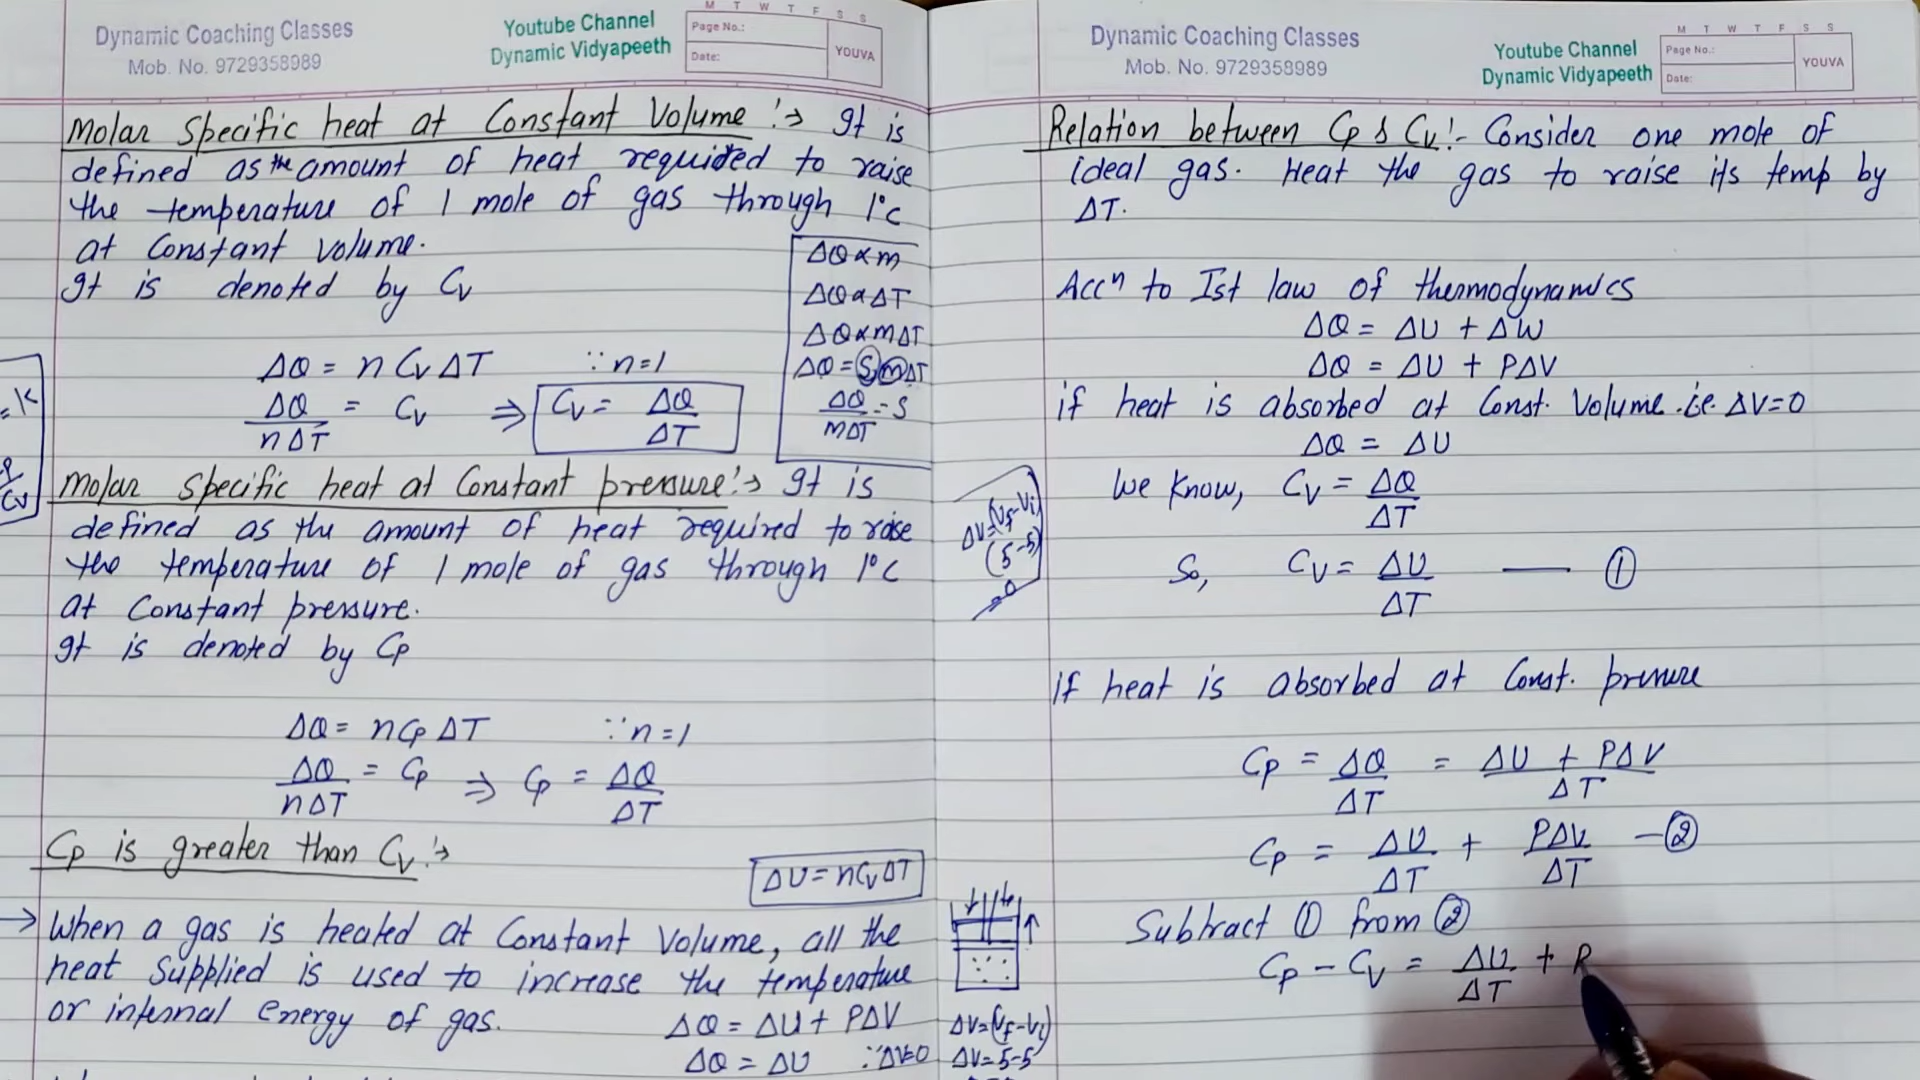 Dynamic Coaching Classes
Mob. No. 9729358989
Youtube Channel
Dynamic Vidyapeeth
M T W T F S S
Page No.:
Date:
YOUVA
Molar Specific heat at Constant Volume :→ It is
defined as the amount of heat required to raise
the temperature of 1 mole of gas through 1°C
at Constant volume.
It is denoted by Cv
ΔQ ∝ m
ΔQ ∝ ΔT
ΔQ ∝ mΔT
ΔQ = S m ΔT
ΔQ/mΔT = S
ΔQ = n Cv ΔT ∵ n=1
ΔQ/nΔT = Cv ⇒ Cv = ΔQ/ΔT
= K
Cv
Molar Specific heat at Constant pressure :→ It is
defined as the amount of heat required to raise
the temperature of 1 mole of gas through 1°C
at Constant pressure.
It is denoted by Cp
ΔQ = nCp ΔT ∵ n=1
ΔQ/nΔT = Cp ⇒ Cp = ΔQ/ΔT
Cp is greater than Cv :→
ΔU = nCvΔT
→ When a gas is heated at Constant Volume, all the
heat Supplied is used to increase the temperature
or internal energy of gas.
ΔQ = ΔU + PΔV
ΔQ = ΔU ∵ ΔV=0
Dynamic Coaching Classes
Mob. No. 9729358989
Youtube Channel
Dynamic Vidyapeeth
M T W T F S S
Page No.:
Date:
YOUVA
Relation between Cp & Cv :- Consider one mole of
ideal gas. Heat the gas to raise its temp by
ΔT.
Accⁿ to Ist law of thermodynamics
ΔQ = ΔU + ΔW
ΔQ = ΔU + PΔV
if heat is absorbed at Const. Volume .i.e. ΔV=0
ΔQ = ΔU
We Know, Cv = ΔQ/ΔT
ΔV=(Vf-Vi)
(5-5)
=0
So, Cv = ΔU/ΔT — ①
if heat is absorbed at Const. pressure
Cp = ΔQ/ΔT = ΔU + PΔV/ΔT
Cp = ΔU/ΔT + PΔV/ΔT — ②
Subtract ① from ②
Cp - Cv = ΔU/ΔT + P
ΔV=(Vf-Vi)
ΔV=5-5